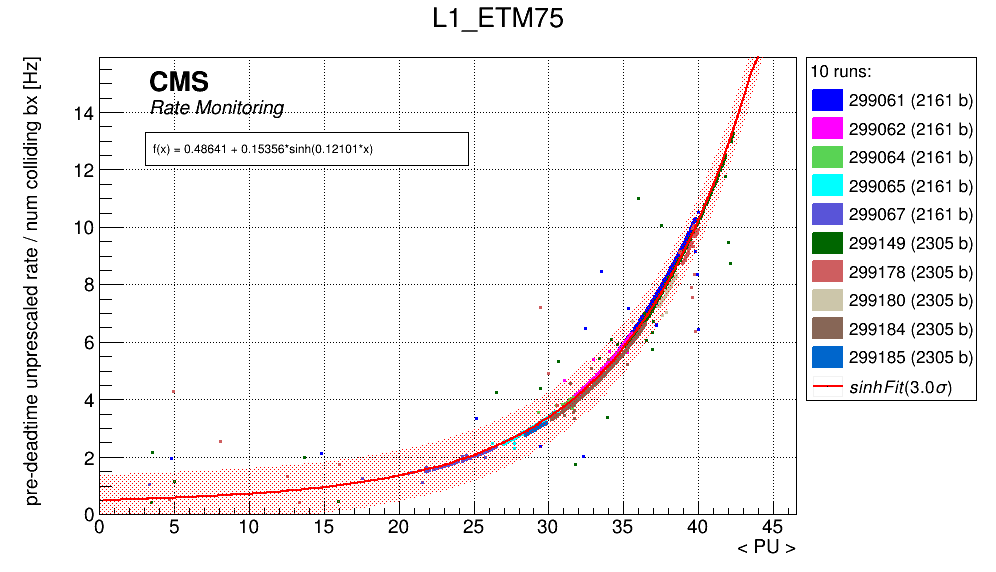 L1_ETM75
pre-deadtime unprescaled rate / num colliding bx [Hz]
CMS
Rate Monitoring
f(x) = 0.48641 + 0.15356*sinh(0.12101*x)
14
12
10
8
6
4
2
0
0 5 10 15 20 25 30 35 40 45
< PU >
10 runs:
299061 (2161 b)
299062 (2161 b)
299064 (2161 b)
299065 (2161 b)
299067 (2161 b)
299149 (2305 b)
299178 (2305 b)
299180 (2305 b)
299184 (2305 b)
299185 (2305 b)
sinhFit(3.0σ)